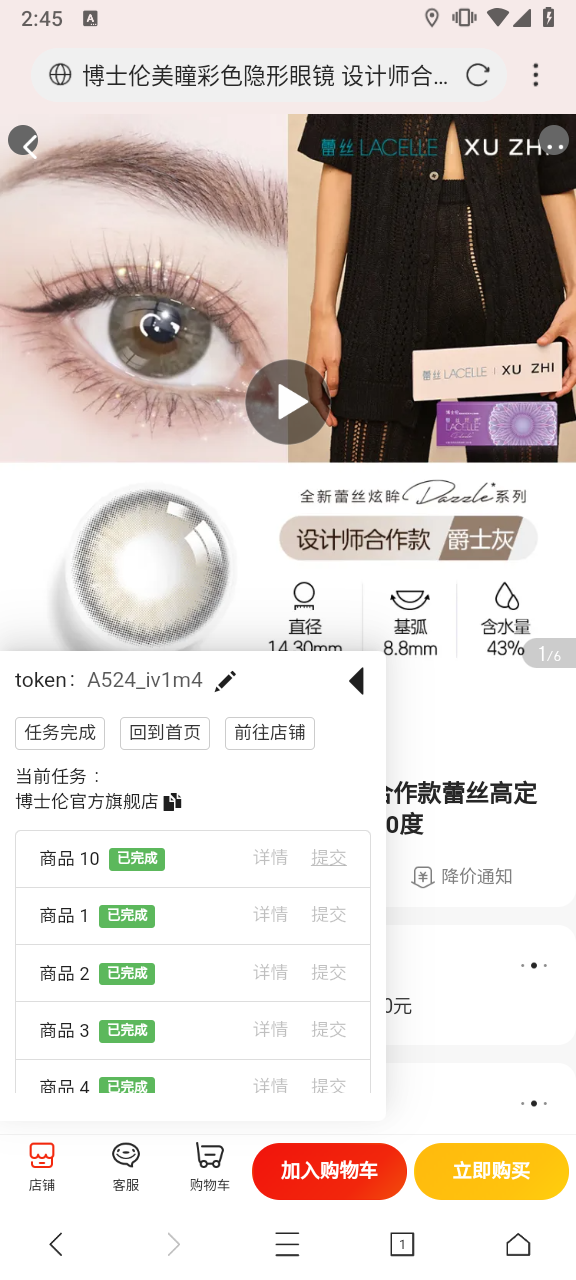 2:45
A
博士伦美瞳彩色隐形眼镜 设计师合...
蕾丝 LACELLE XU ZH
蕾丝 LACELLE | XU ZHI
博士伦
LACELLE
全新蕾丝炫眸 Dazzle 系列
设计师合作款 爵士灰
直径 基弧 含水量
14.30mm 8.8mm 43%
1/6
token: A524_iv1m4
任务完成 回到首页 前往店铺
当前任务:
博士伦官方旗舰店
合作款蕾丝高定
0度
降价通知
商品 10 已完成 详情 提交
商品 1 已完成 详情 提交
商品 2 已完成 详情 提交
0元
商品 3 已完成 详情 提交
商品 4 已完成 详情 提交
店铺 客服 购物车 加入购物车 立即购买
1